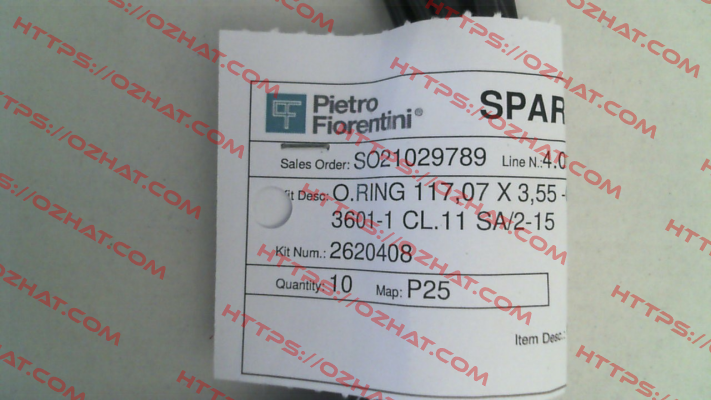 Pietro
Fiorentini®
SPAR
Sales Order: SO21029789 Line N.:4.0
Kit Desc: O.RING 117,07 X 3,55 -
3601-1 CL.11 SA/2-15
Kit Num.: 2620408
Quantity: 10 Map: P25
Item Desc.:
HTTPS://OZHAT.COM